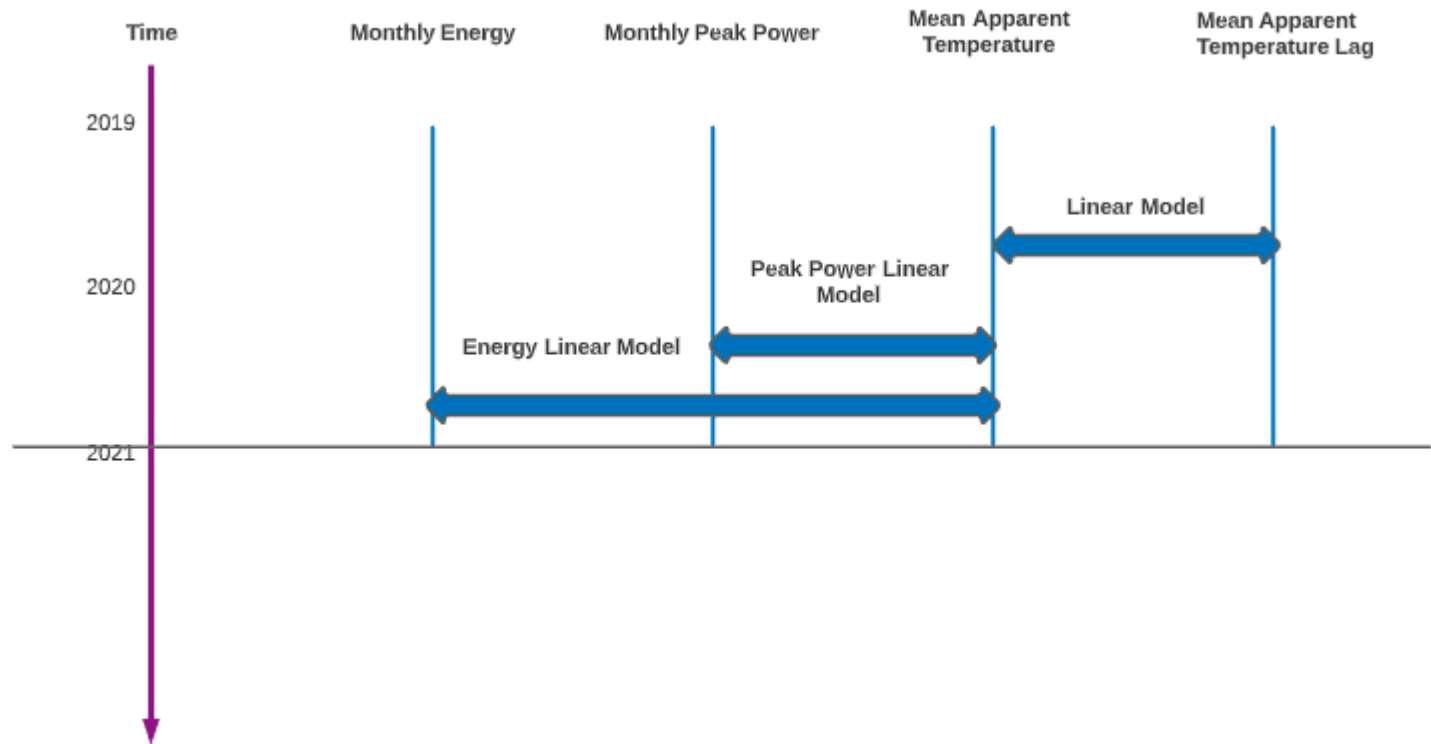 Time
Monthly Energy
Monthly Peak Power
Mean Apparent
Temperature
Mean Apparent
Temperature Lag
2019
Linear Model
Peak Power Linear
Model
2020
Energy Linear Model
2021